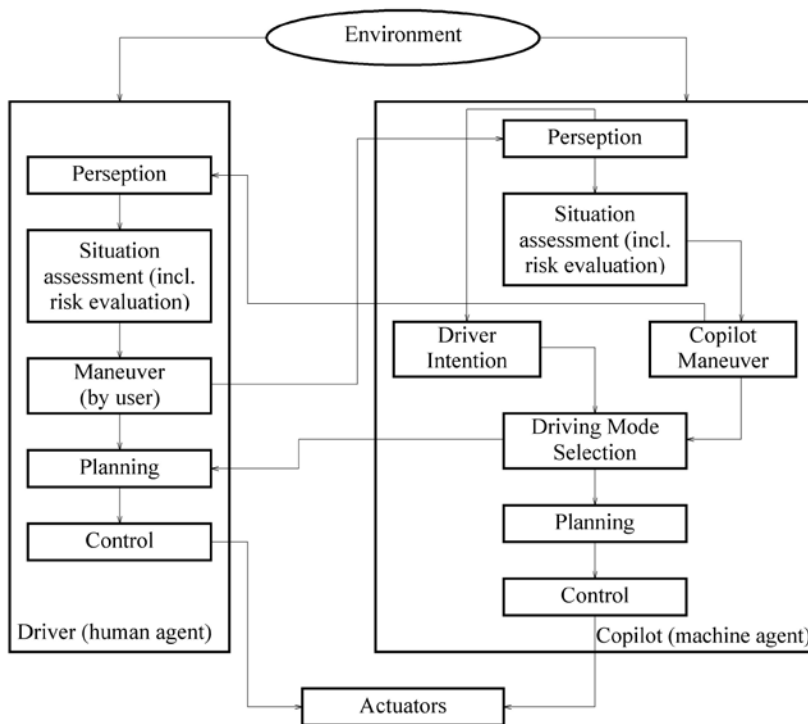 Environment
Perseption
Situation
assessment (incl.
risk evaluation)
Maneuver
(by user)
Planning
Control
Driver (human agent)
Perseption
Situation
assessment (incl.
risk evaluation)
Driver
Intention
Copilot
Maneuver
Driving Mode
Selection
Planning
Control
Copilot (machine agent)
Actuators